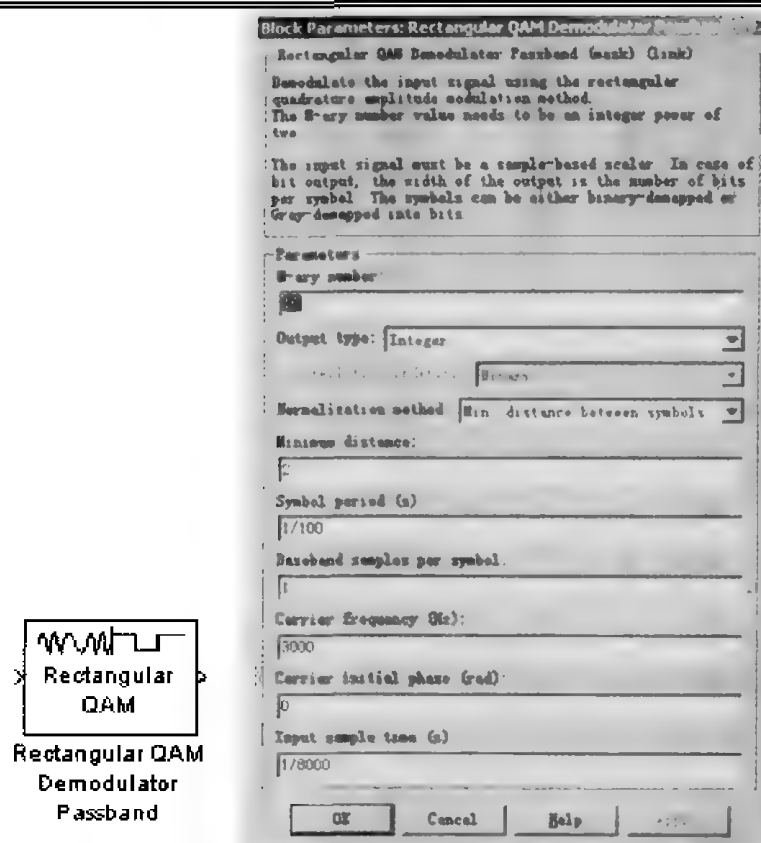 Block Parameters: Rectangular QAM Demodulator
Rectangular QAM Demodulator Passband (mask) (link)
Demodulate the input signal using the rectangular
quadrature amplitude modulation method.
The M-ary number value needs to be an integer power of
two
The input signal must be a sample-based scalar In case of
bit output, the width of the output is the number of bits
per symbol The symbols can be either binary-demapped or
Gray-demapped into bits
Parameters
M-ary number:
Output type: Integer
Binary
Normalization method Min distance between symbols
Minimum distance:
2
Symbol period (s)
1/100
Baseband samples per symbol.
1
Carrier frequency (Hz):
3000
Carrier initial phase (rad):
0
Input sample time (s)
1/8000
OK Cancel Help
Rectangular
QAM
Rectangular QAM
Demodulator
Passband